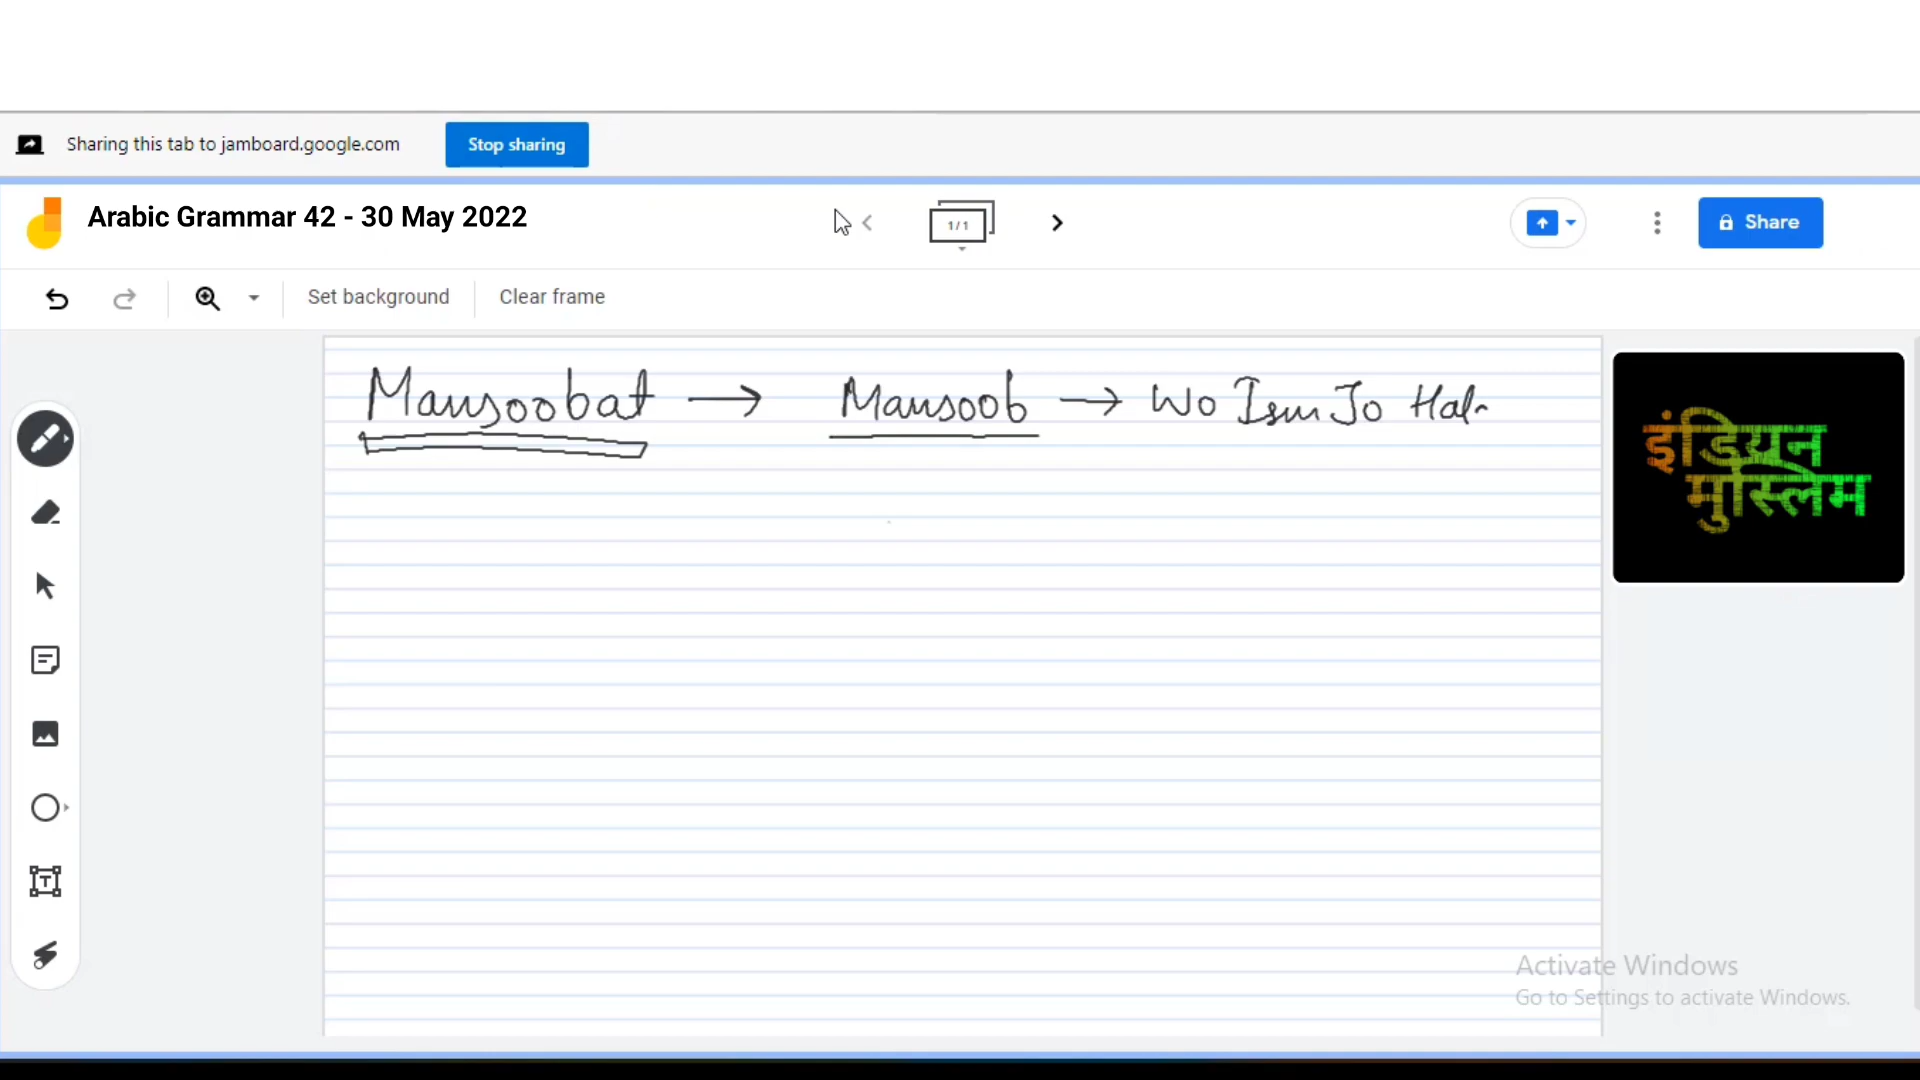 Sharing this tab to jamboard.google.com Stop sharing
Arabic Grammar 42 - 30 May 2022 1/1 Share
Set background Clear frame
Mansoobat → Mansoob → Wo Ism Jo Hal
इंडियन
मुस्लिम
Activate Windows
Go to Settings to activate Windows.